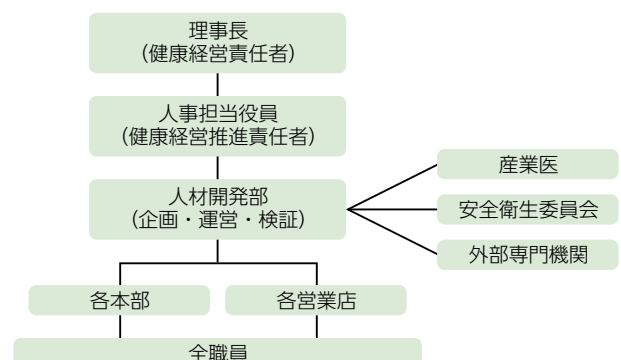 理事長
（健康経営責任者）
人事担当役員
（健康経営推進責任者）
人材開発部
（企画・運営・検証）
産業医
安全衛生委員会
外部専門機関
各本部
各営業店
全職員